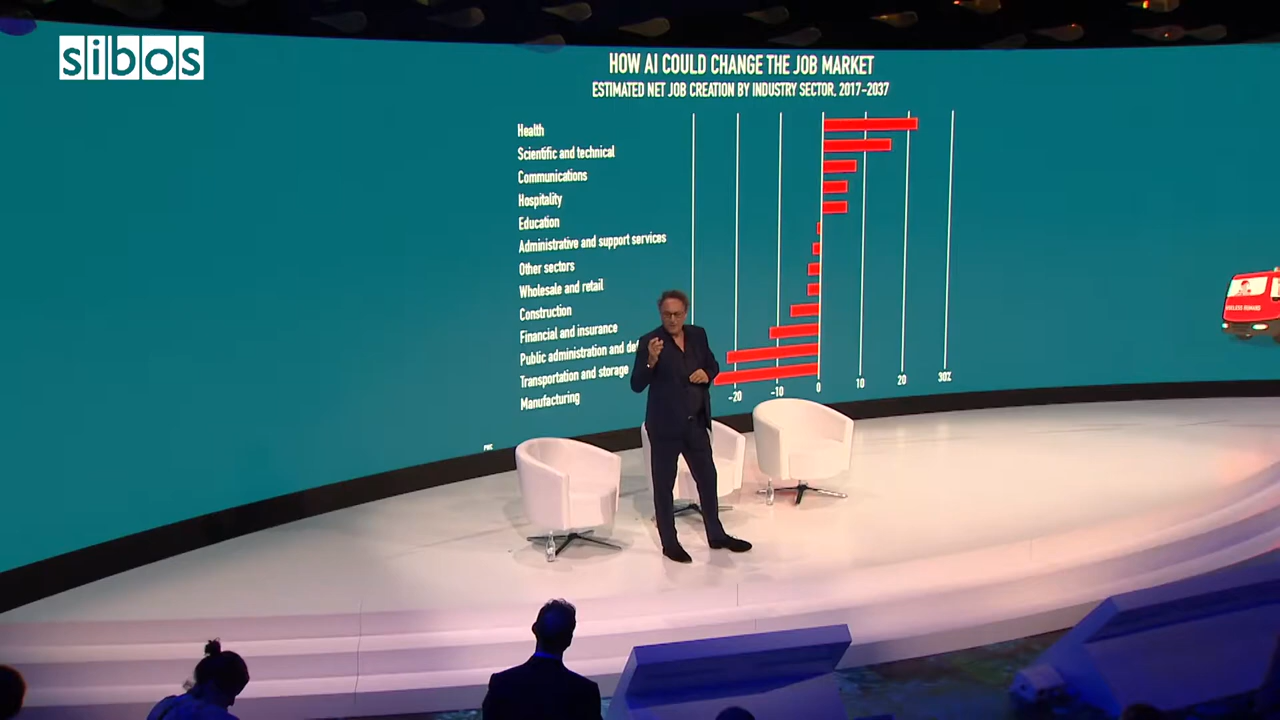 sibos
HOW AI COULD CHANGE THE JOB MARKET
ESTIMATED NET JOB CREATION BY INDUSTRY SECTOR, 2017-2037
Health
Scientific and technical
Communications
Hospitality
Education
Administrative and support services
Other sectors
Wholesale and retail
Construction
Financial and insurance
Public administration and de
Transportation and storage
Manufacturing
-20 -10 0 10 20 30%